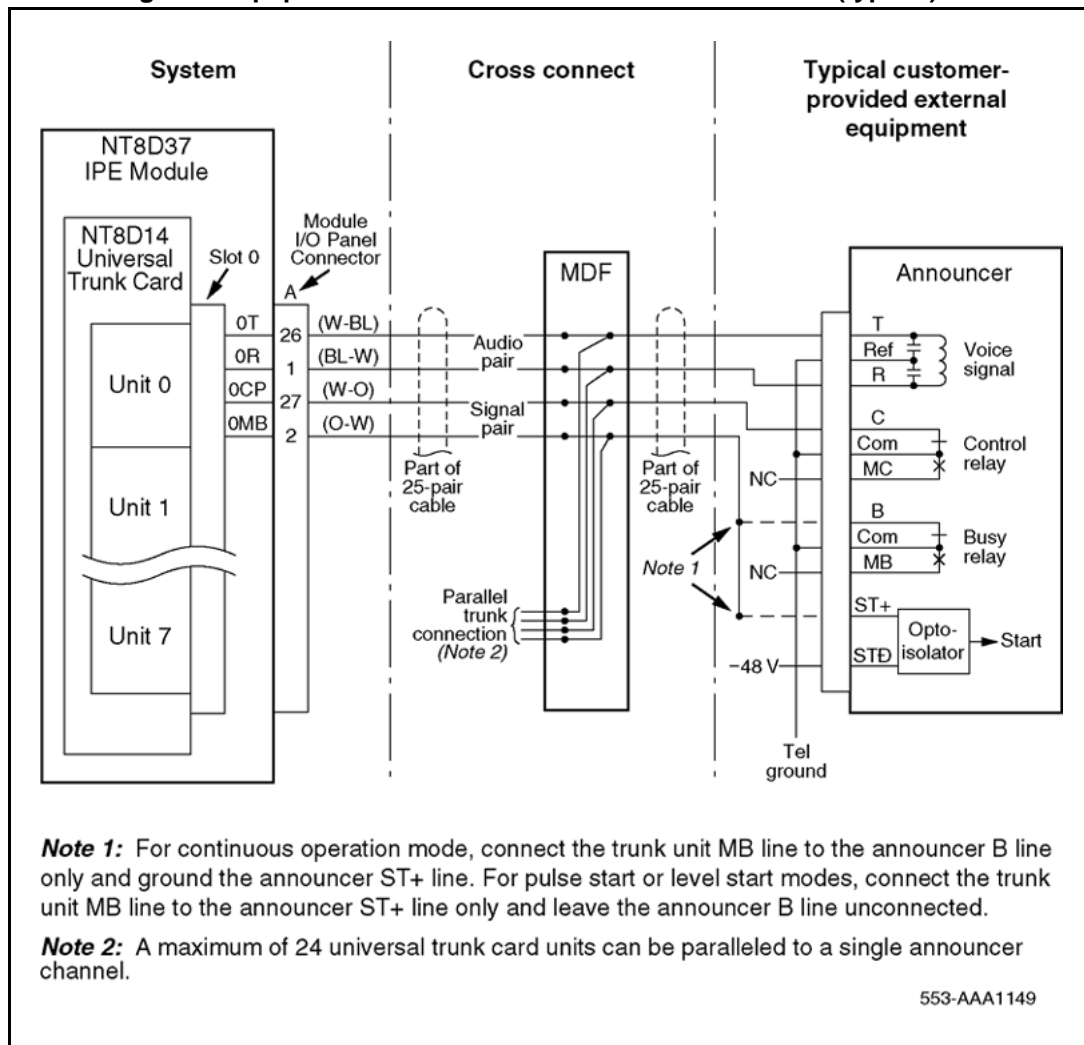 System
Cross connect
Typical customer-
provided external
equipment
NT8D37
IPE Module
NT8D14
Universal
Trunk Card
Slot 0
Module
I/O Panel
Connector
A
Unit 0
Unit 1
Unit 7
0T
26
(W-BL)
0R
1
(BL-W)
0CP
27
(W-O)
0MB
2
(O-W)
Audio
pair
Signal
pair
Part of
25-pair
cable
MDF
Part of
25-pair
cable
Parallel
trunk
connection
(Note 2)
Note 1
NC
NC
−48 V
Tel
ground
Announcer
T
Ref
R
Voice
signal
C
Com
MC
Control
relay
B
Com
MB
Busy
relay
ST+
STÐ
Opto-
isolator
Start
Note 1: For continuous operation mode, connect the trunk unit MB line to the announcer B line
only and ground the announcer ST+ line. For pulse start or level start modes, connect the trunk
unit MB line to the announcer ST+ line only and leave the announcer B line unconnected.
Note 2: A maximum of 24 universal trunk card units can be paralleled to a single announcer
channel.
553-AAA1149